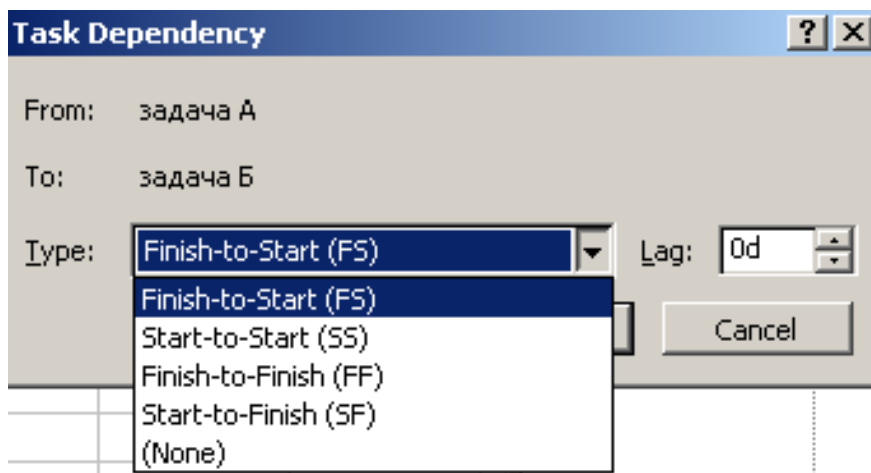 Task Dependency
From: задача А
To: задача Б
Type: Finish-to-Start (FS) Lag: 0d
Finish-to-Start (FS)
Start-to-Start (SS)
Cancel
Finish-to-Finish (FF)
Start-to-Finish (SF)
(None)